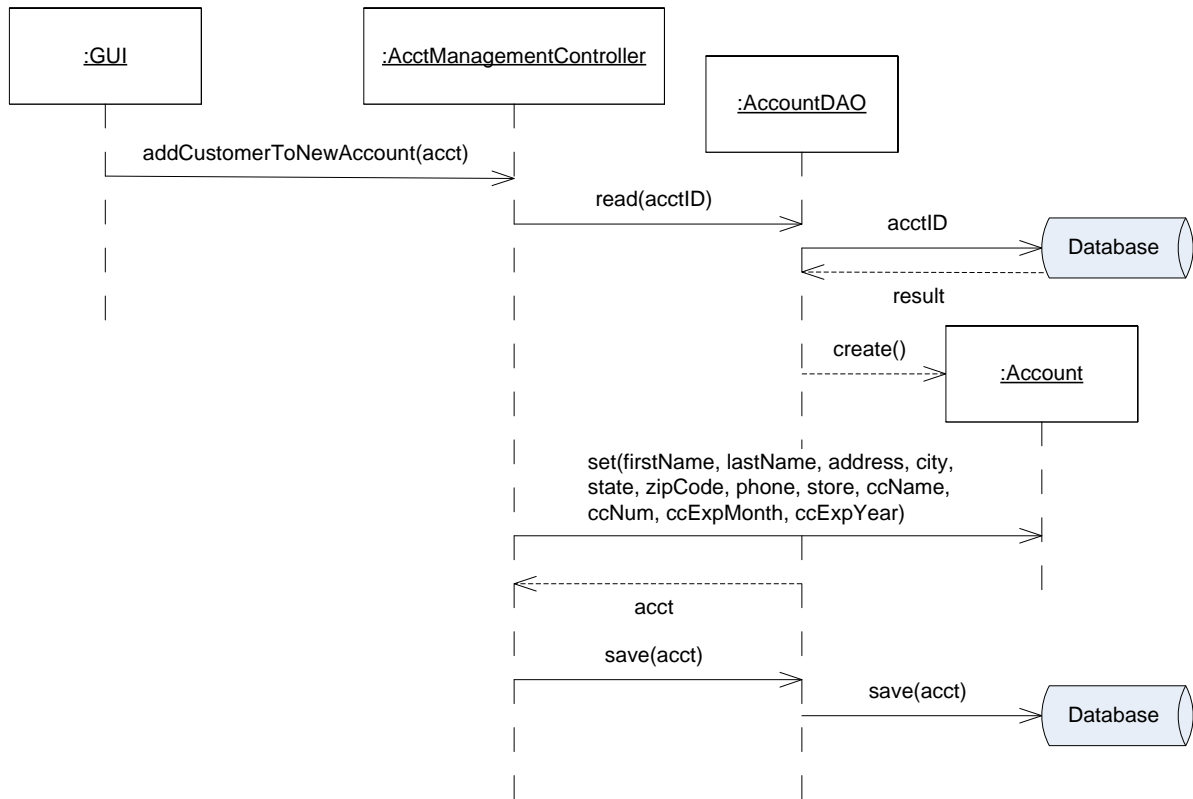 :GUI
:AcctManagementController
:AccountDAO
addCustomerToNewAccount(acct)
read(acctID)
acctID
Database
result
create()
:Account
set(firstName, lastName, address, city,
state, zipCode, phone, store, ccName,
ccNum, ccExpMonth, ccExpYear)
acct
save(acct)
save(acct)
Database